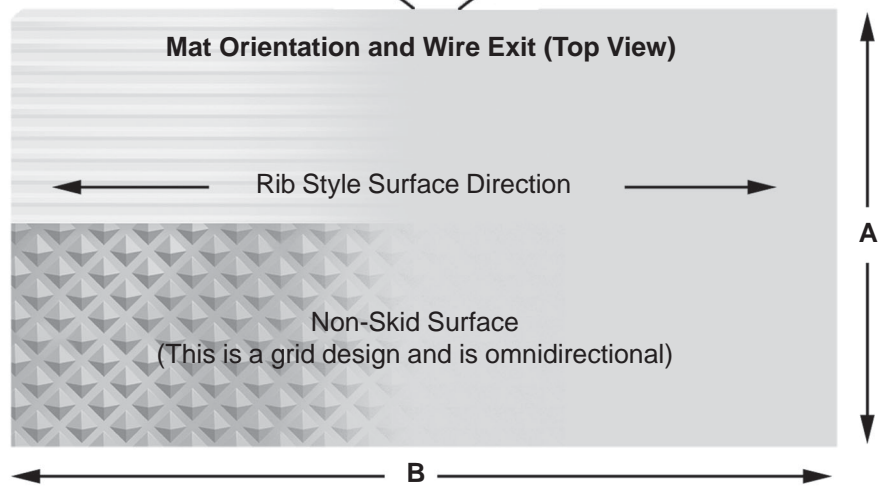 Mat Orientation and Wire Exit (Top View)
Rib Style Surface Direction
A
Non-Skid Surface
(This is a grid design and is omnidirectional)
B